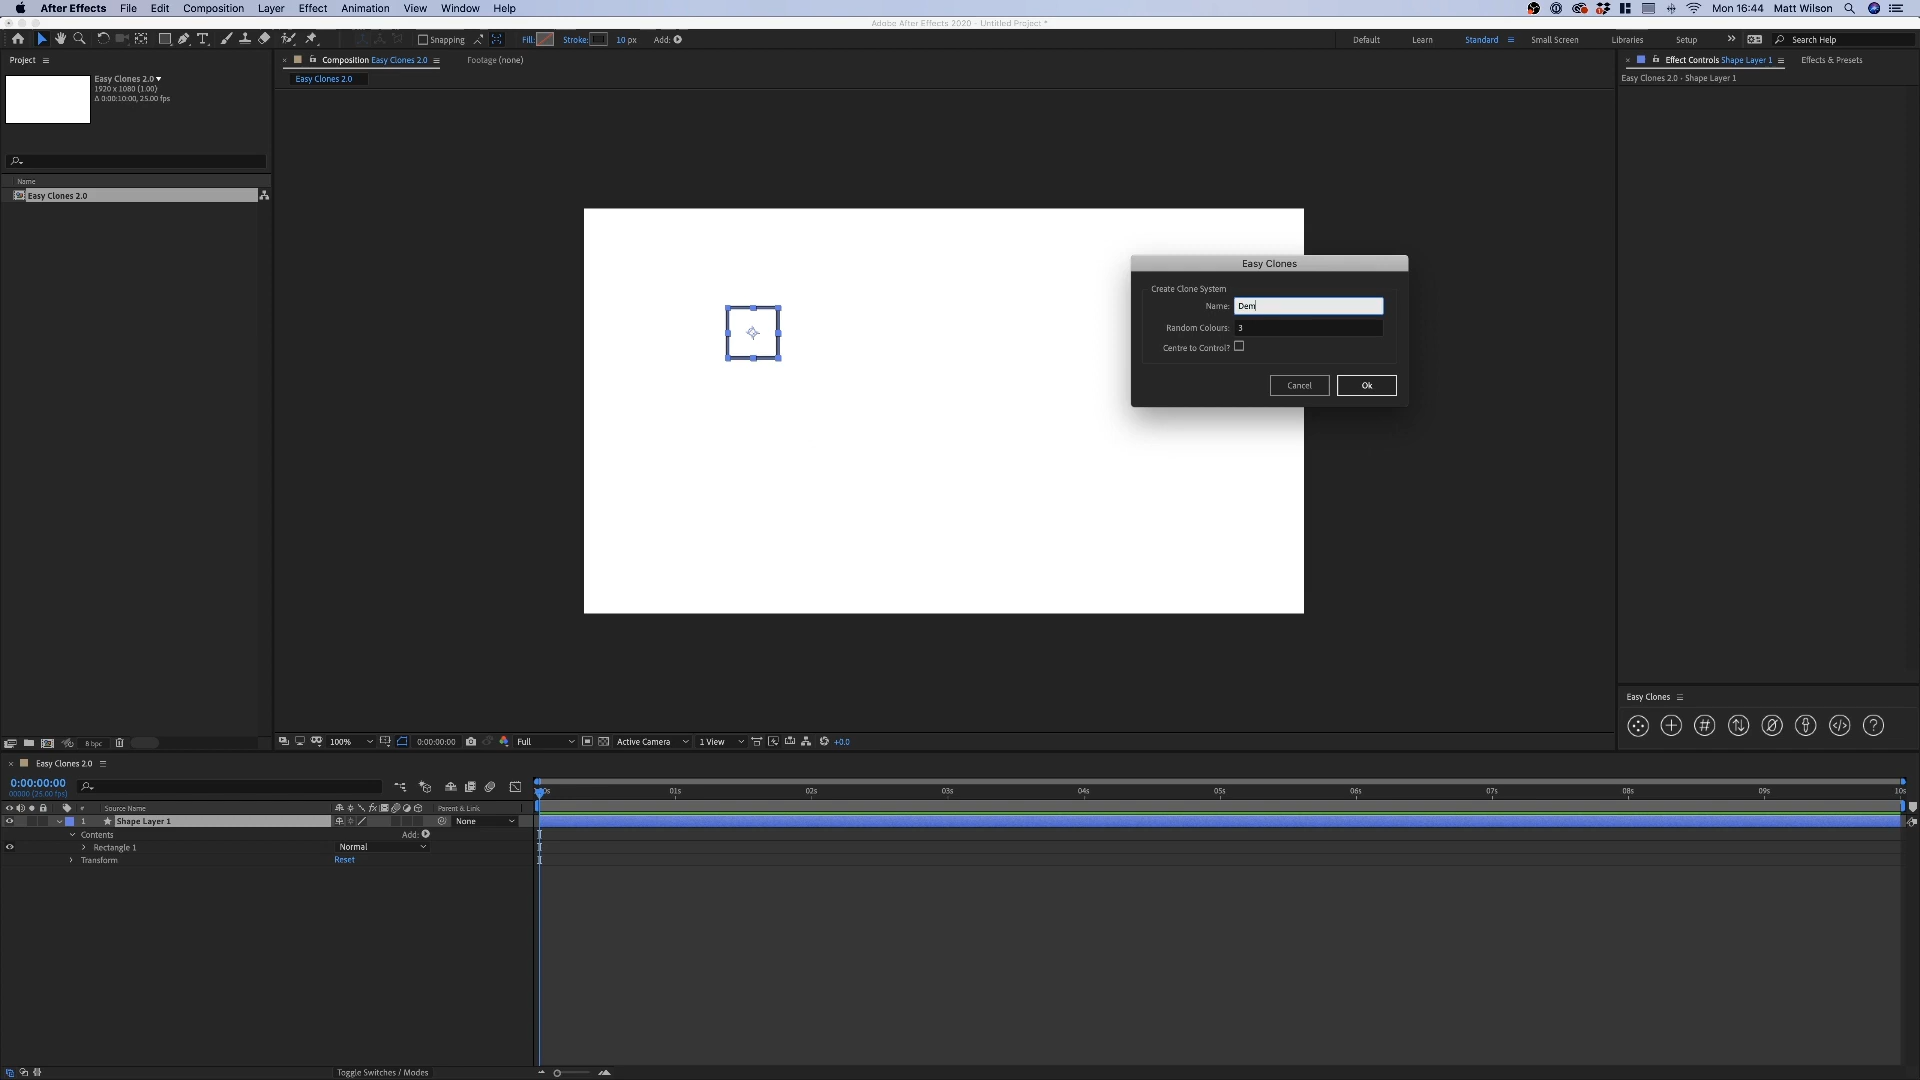 After Effects File Edit Composition Layer Effect Animation View Window Help Mon 16:44 Matt Wilson
Adobe After Effects 2020 - Untitled Project *
Snapping Fill: Stroke: 10 px Add: Default Learn Standard Small Screen Libraries Setup Search Help
Project Composition Easy Clones 2.0 Footage (none) Effect Controls Shape Layer 1 Effects & Presets
Easy Clones 2.0 Easy Clones 2.0 Easy Clones 2.0 - Shape Layer 1
1920 x 1080 (1.00)
Δ 0:00:10:00, 25.00 fps
Name
Easy Clones 2.0
Easy Clones
Create Clone System
Name: Dem
Random Colours: 3
Centre to Control?
Cancel Ok
Easy Clones
8 bpc 100% 0:00:00:00 Full Active Camera 1 View +0.0
Easy Clones 2.0
0:00:00:00
00000 (25.00 fps)
01s 02s 03s 04s 05s 06s 07s 08s 09s 10s
# Source Name Parent & Link
1 Shape Layer 1 None
Contents Add:
Rectangle 1 Normal
Transform Reset
Toggle Switches / Modes